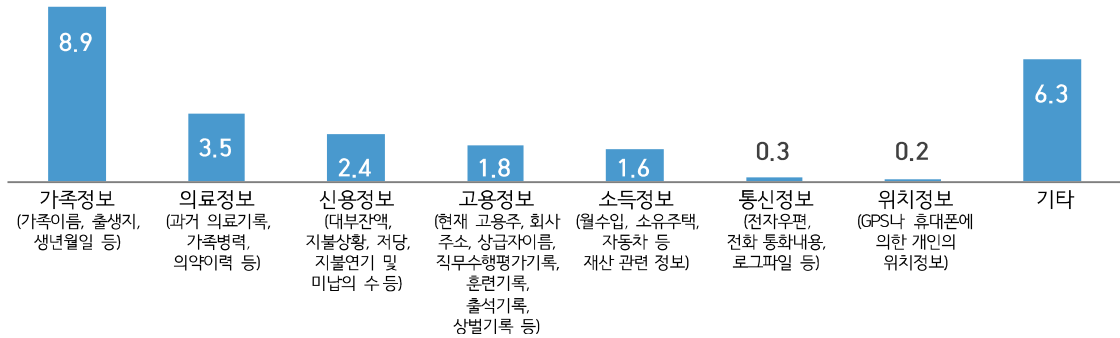 8.9
3.5
2.4
1.8
1.6
0.3
0.2
6.3
가족정보
(가족이름, 출생지,
생년월일 등)
의료정보
(과거 의료기록,
가족병력,
의약이력 등)
신용정보
(대부잔액,
지불상황, 저당,
지불연기 및
미납의 수 등)
고용정보
(현재 고용주, 회사
주소, 상급자이름,
직무수행평가기록,
훈련기록,
출석기록,
상벌기록 등)
소득정보
(월수입, 소유주택,
자동차 등
재산 관련 정보)
통신정보
(전자우편,
전화 통화내용,
로그파일 등)
위치정보
(GPS나 휴대폰에
의한 개인의
위치정보)
기타